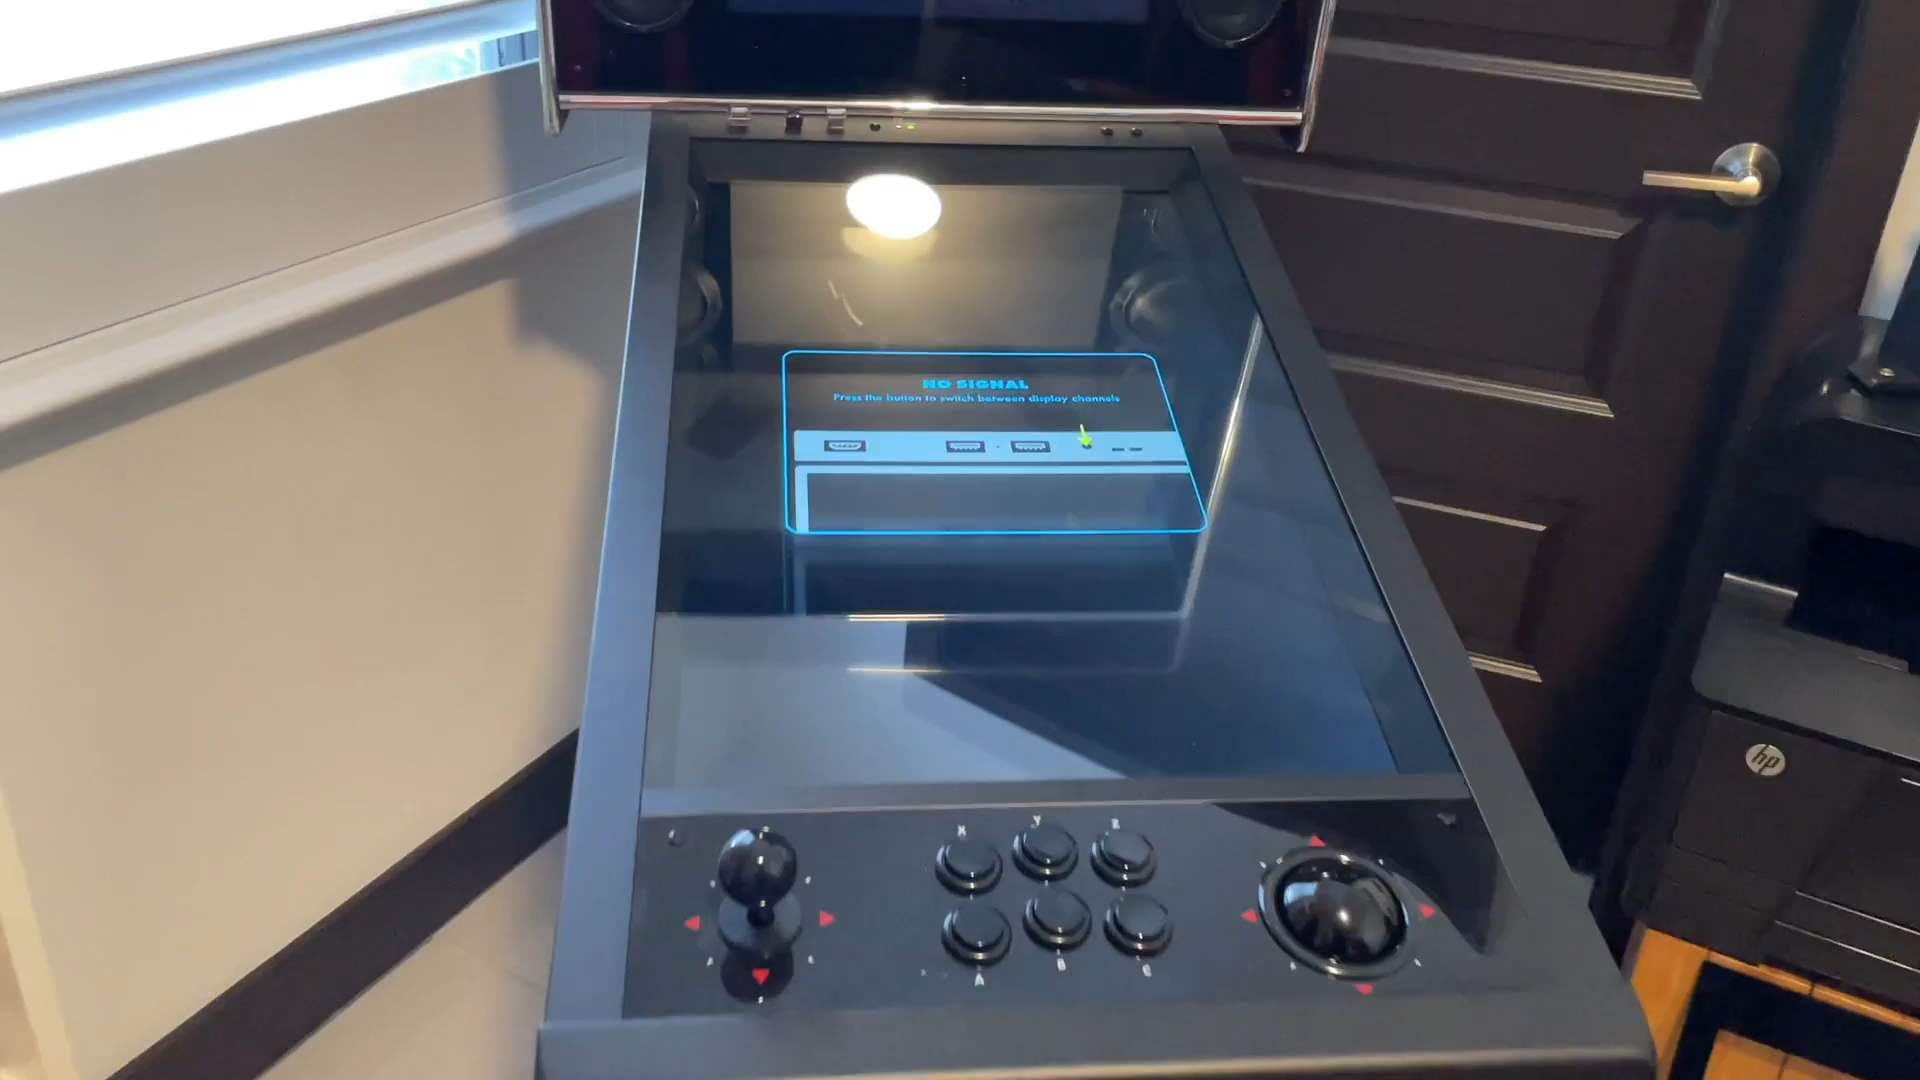 NO SIGNAL
Press the button to switch between display channels
hp
X Y Z
A B C